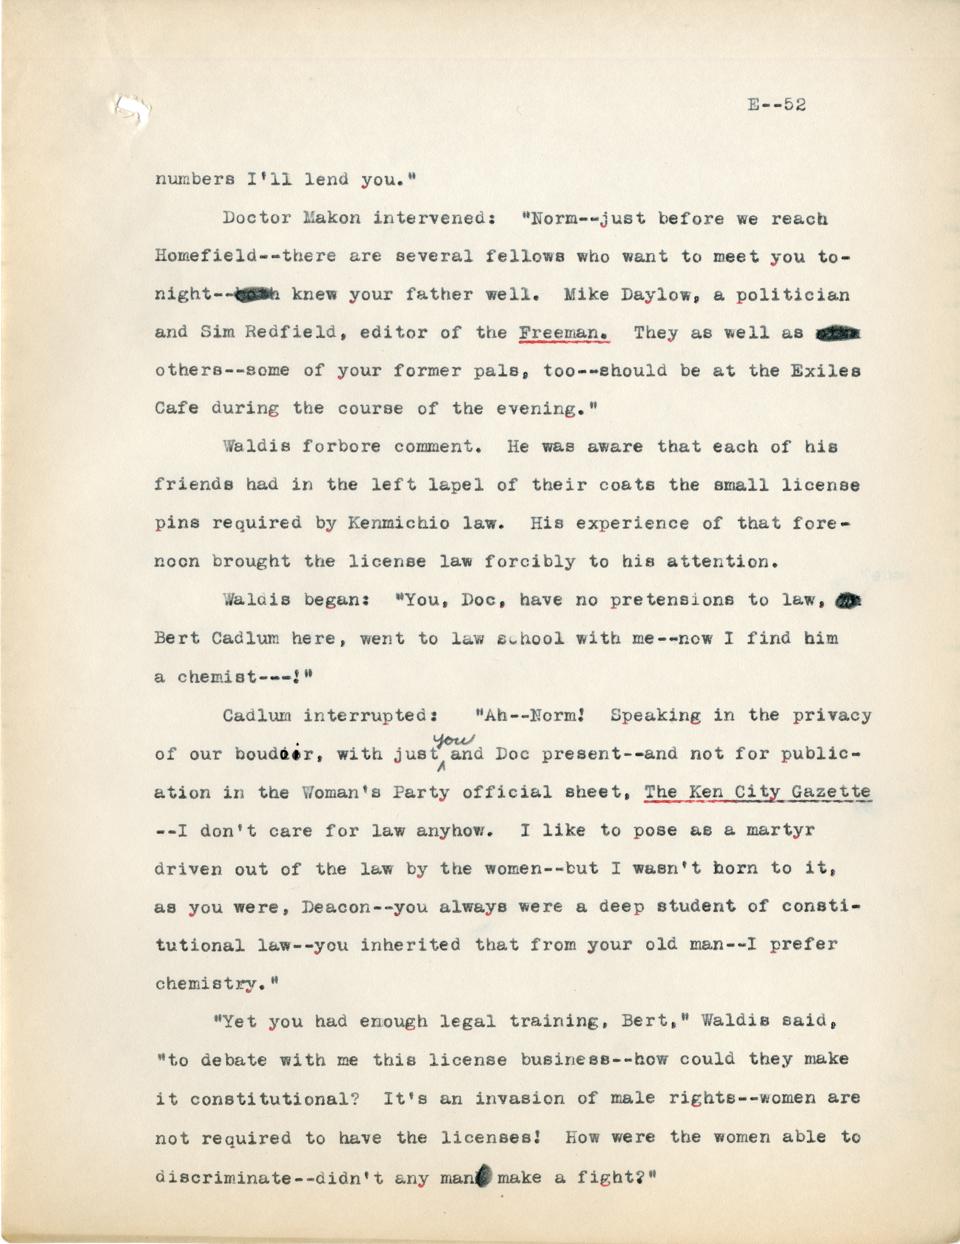 E--52
numbers I'll lend you."
Doctor Makon intervened: "Norm--just before we reach
Homefield--there are several fellows who want to meet you to-
night-- knew your father well. Mike Daylow, a politician
and Sim Redfield, editor of the Freeman. They as well as
others--some of your former pals, too--should be at the Exiles
Cafe during the course of the evening."
Waldis forbore comment. He was aware that each of his
friends had in the left lapel of their coats the small license
pins required by Kenmichio law. His experience of that fore-
noon brought the license law forcibly to his attention.
Waldis began: "You, Doc, have no pretensions to law,
Bert Cadlum here, went to law school with me--now I find him
a chemist---!"
Cadlum interrupted: "Ah--Norm! Speaking in the privacy
of our boudoir, with just you and Doc present--and not for public-
ation in the Woman's Party official sheet, The Ken City Gazette
--I don't care for law anyhow. I like to pose as a martyr
driven out of the law by the women--but I wasn't born to it,
as you were, Deacon--you always were a deep student of consti-
tutional law--you inherited that from your old man--I prefer
chemistry."
"Yet you had enough legal training, Bert," Waldis said,
"to debate with me this license business--how could they make
it constitutional? It's an invasion of male rights--women are
not required to have the licenses! How were the women able to
discriminate--didn't any man make a fight?"